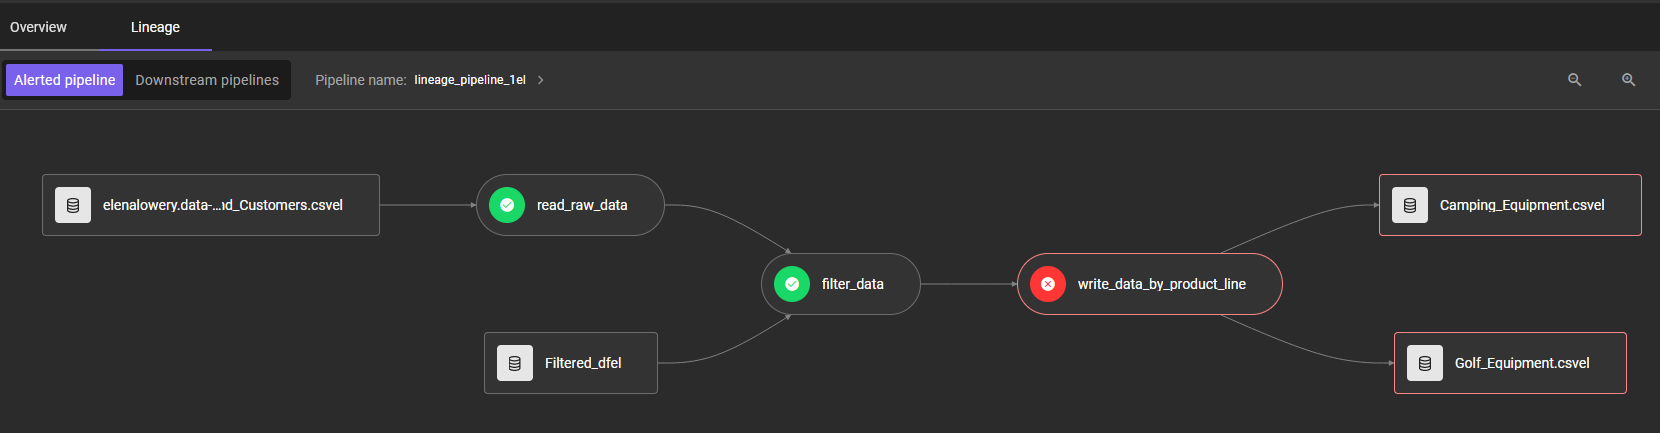 Overview Lineage
Alerted pipeline Downstream pipelines Pipeline name: lineage_pipeline_1el
elenalowery.data-...nd_Customers.csvel
read_raw_data
Camping_Equipment.csvel
filter_data
write_data_by_product_line
Filtered_dfel
Golf_Equipment.csvel